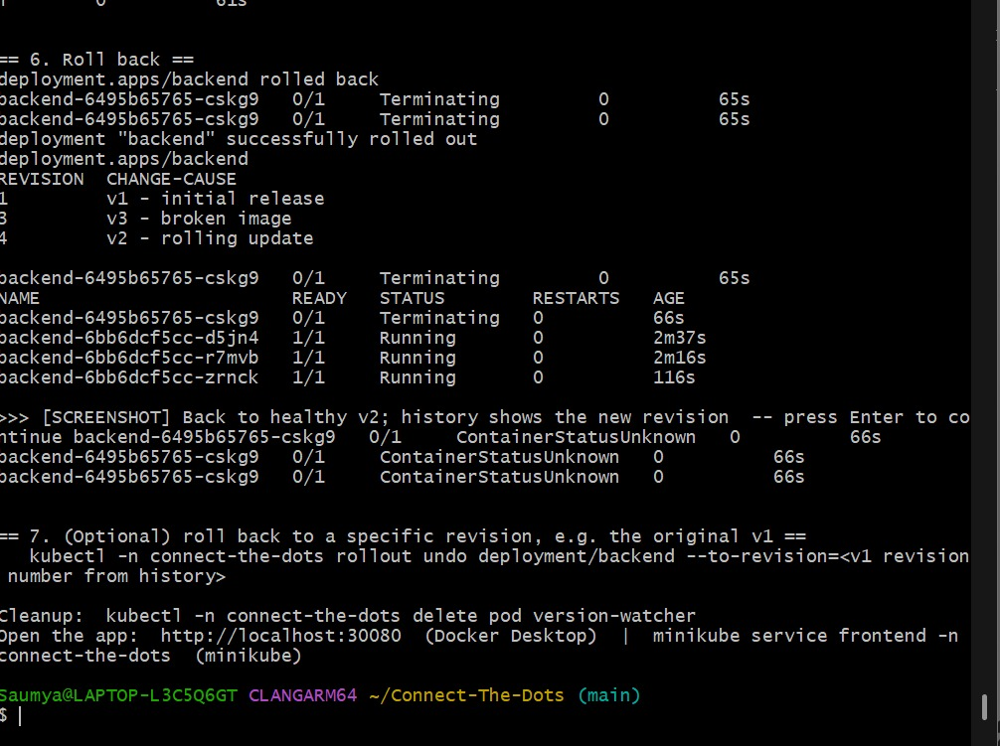 0 61s
== 6. Roll back ==
deployment.apps/backend rolled back
backend-6495b65765-cskg9 0/1 Terminating 0 65s
backend-6495b65765-cskg9 0/1 Terminating 0 65s
deployment "backend" successfully rolled out
deployment.apps/backend
REVISION CHANGE-CAUSE
1 v1 - initial release
3 v3 - broken image
4 v2 - rolling update
backend-6495b65765-cskg9 0/1 Terminating 0 65s
NAME READY STATUS RESTARTS AGE
backend-6495b65765-cskg9 0/1 Terminating 0 66s
backend-6bb6dcf5cc-d5jn4 1/1 Running 0 2m37s
backend-6bb6dcf5cc-r7mvb 1/1 Running 0 2m16s
backend-6bb6dcf5cc-zrnck 1/1 Running 0 116s
>>> [SCREENSHOT] Back to healthy v2; history shows the new revision -- press Enter to co
ntinue backend-6495b65765-cskg9 0/1 ContainerStatusUnknown 0 66s
backend-6495b65765-cskg9 0/1 ContainerStatusUnknown 0 66s
backend-6495b65765-cskg9 0/1 ContainerStatusUnknown 0 66s
== 7. (Optional) roll back to a specific revision, e.g. the original v1 ==
kubectl -n connect-the-dots rollout undo deployment/backend --to-revision=<v1 revision
number from history>
Cleanup: kubectl -n connect-the-dots delete pod version-watcher
Open the app: http://localhost:30080 (Docker Desktop) | minikube service frontend -n
connect-the-dots (minikube)
Saumya@LAPTOP-L3C5Q6GT CLANGARM64 ~/Connect-The-Dots (main)
$